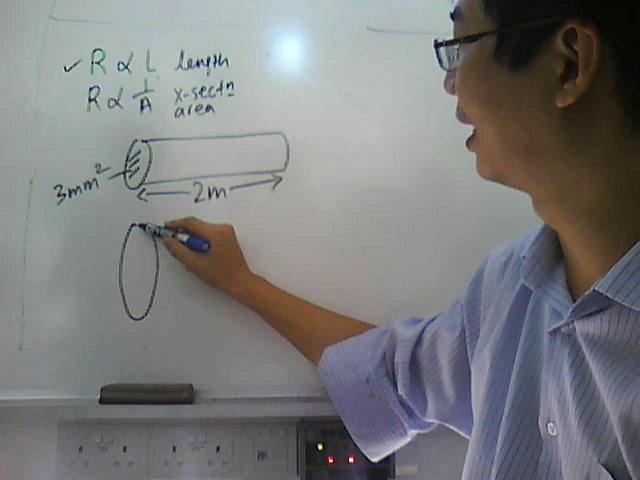 ✓ R ∝ L length
R ∝ 1/A x-sectn area
3mm²
2m